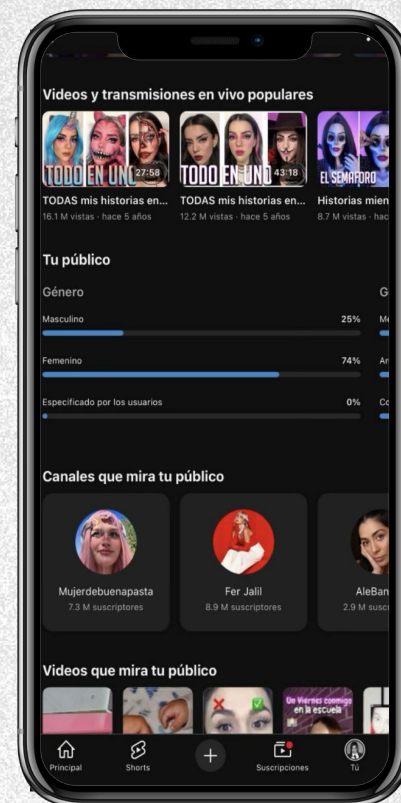 Videos y transmisiones en vivo populares
TODO EN UNO 27:58
TODO EN UNO 43:18
EL SEMÁFORO
TODAS mis historias en...
16.1 M vistas · hace 5 años
TODAS mis historias en...
12.2 M vistas · hace 5 años
Historias mien
8.7 M vistas · hac
Tu público
Género
G
Masculino 25%
Mé
Femenino 74%
Ar
Especificado por los usuarios 0%
Co
Canales que mira tu público
Mujerdebuenapasta
7.3 M suscriptores
Fer Jalil
8.9 M suscriptores
AleBan
2.9 M suscr
Videos que mira tu público
Un Viernes conmigo
en la escuela
Principal
Shorts
Suscripciones
Tú